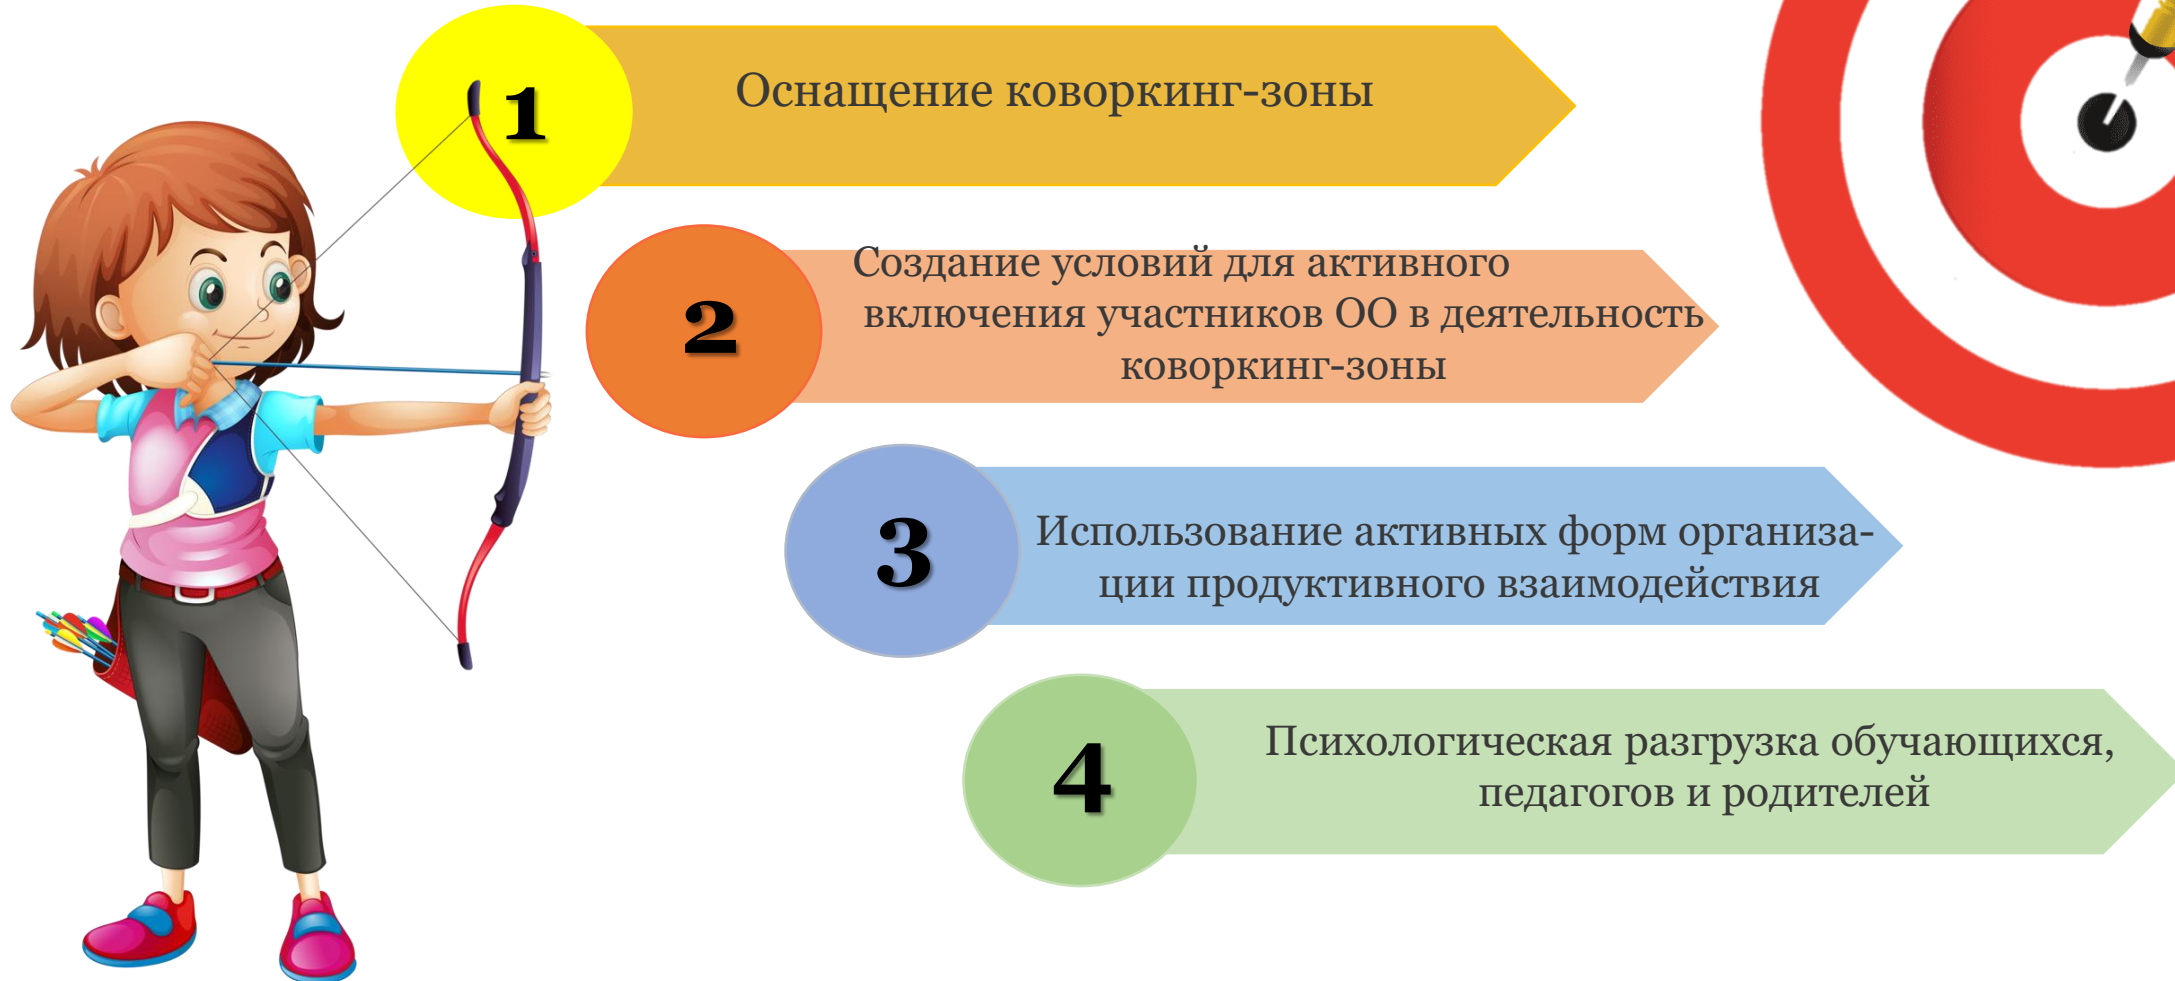 1
Оснащение коворкинг-зоны
2
Создание условий для активного
включения участников ОО в деятельность
коворкинг-зоны
3
Использование активных форм организа-
ции продуктивного взаимодействия
4
Психологическая разгрузка обучающихся,
педагогов и родителей